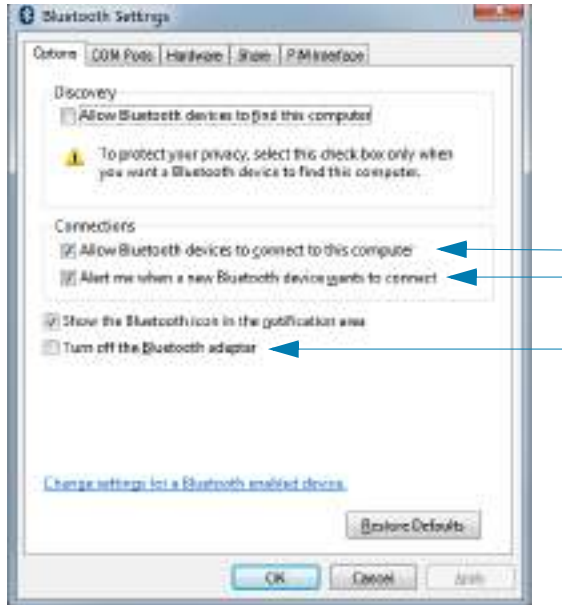 Bluetooth Settings
Options COM Ports Hardware Share PIM Interface
Discovery
Allow Bluetooth devices to find this computer
To protect your privacy, select this check box only when
you want a Bluetooth device to find this computer.
Connections
Allow Bluetooth devices to connect to this computer
Alert me when a new Bluetooth device wants to connect
Show the Bluetooth icon in the notification area
Turn off the Bluetooth adapter
Change settings for a Bluetooth enabled device.
Restore Defaults
OK Cancel Apply